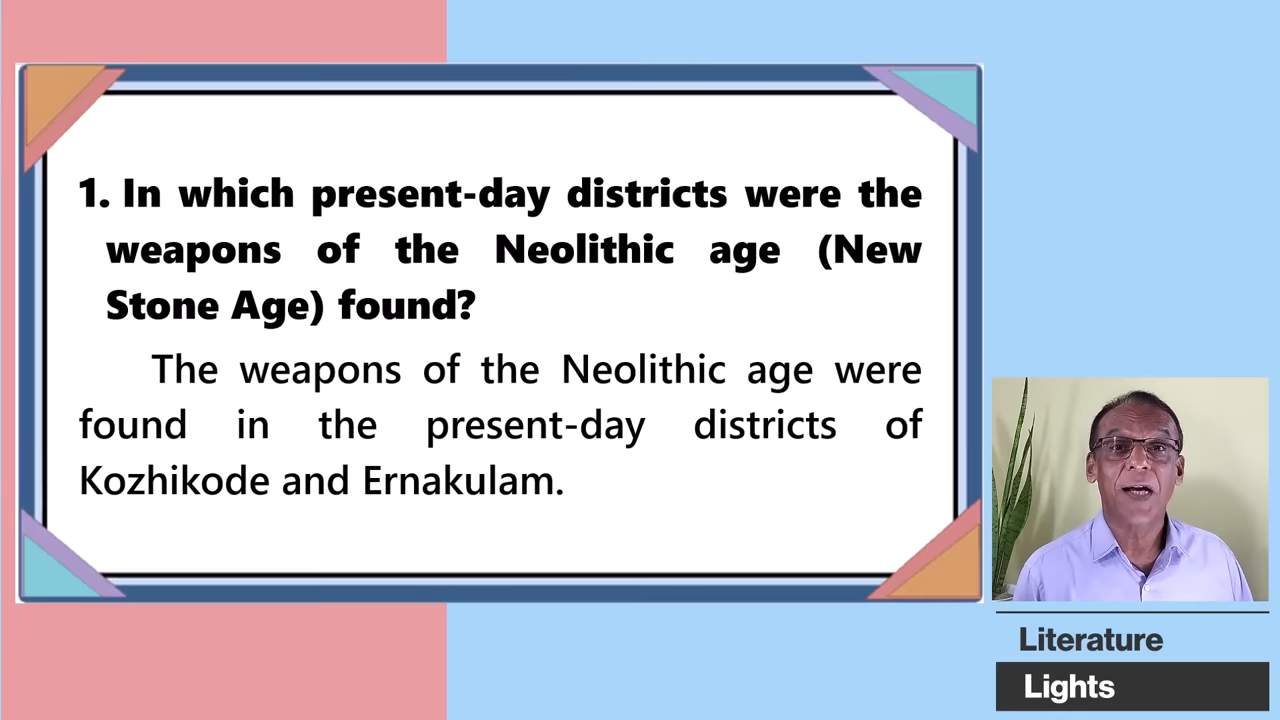 1. In which present-day districts were the
weapons of the Neolithic age (New
Stone Age) found?
The weapons of the Neolithic age were
found in the present-day districts of
Kozhikode and Ernakulam.
Literature
Lights